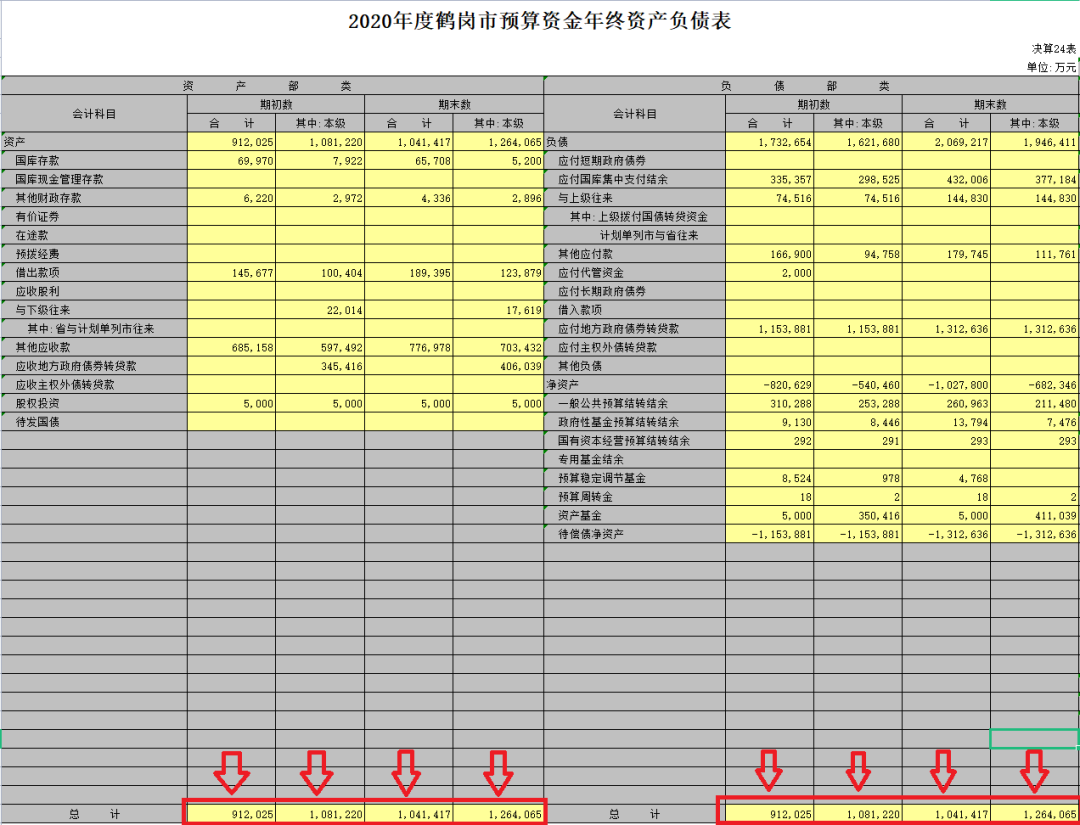 2020年度鹤岗市预算资金年终资产负债表
决算24表
单位:万元
资 产 部 类 负 债 部 类
会计科目 期初数 期末数 会计科目 期初数 期末数
合 计 其中:本级 合 计 其中:本级 合 计 其中:本级 合 计 其中:本级
资产 912,025 1,081,220 1,041,417 1,264,065 负债 1,732,654 1,621,680 2,069,217 1,946,411
国库存款 69,970 7,922 65,708 5,200 应付短期政府债券
国库现金管理存款 应付国库集中支付结余 335,357 298,525 432,006 377,184
其他财政存款 6,220 2,972 4,336 2,896 与上级往来 74,516 74,516 144,830 144,830
有价证券 其中:上级拨付国债转贷资金
在途款 计划单列市与省往来
预拨经费 其他应付款 166,900 94,758 179,745 111,761
借出款项 145,677 100,404 189,395 123,879 应付代管资金 2,000
应收股利 应付长期政府债券
与下级往来 22,014 17,619 借入款项
其中:省与计划单列市往来 应付地方政府债券转贷款 1,153,881 1,153,881 1,312,636 1,312,636
其他应收款 685,158 597,492 776,978 703,432 应付主权外债转贷款
应收地方政府债券转贷款 345,416 406,039 其他负债
应收主权外债转贷款 净资产 -820,629 -540,460 -1,027,800 -682,346
股权投资 5,000 5,000 5,000 5,000 一般公共预算结转结余 310,288 253,288 260,963 211,480
待发国债 政府性基金预算结转结余 9,130 8,446 13,794 7,476
国有资本经营预算结转结余 292 291 293 293
专用基金结余
预算稳定调节基金 8,524 978 4,768
预算周转金 18 2 18 2
资产基金 5,000 350,416 5,000 411,039
待偿债净资产 -1,153,881 -1,153,881 -1,312,636 -1,312,636
总 计 912,025 1,081,220 1,041,417 1,264,065 总 计 912,025 1,081,220 1,041,417 1,264,065